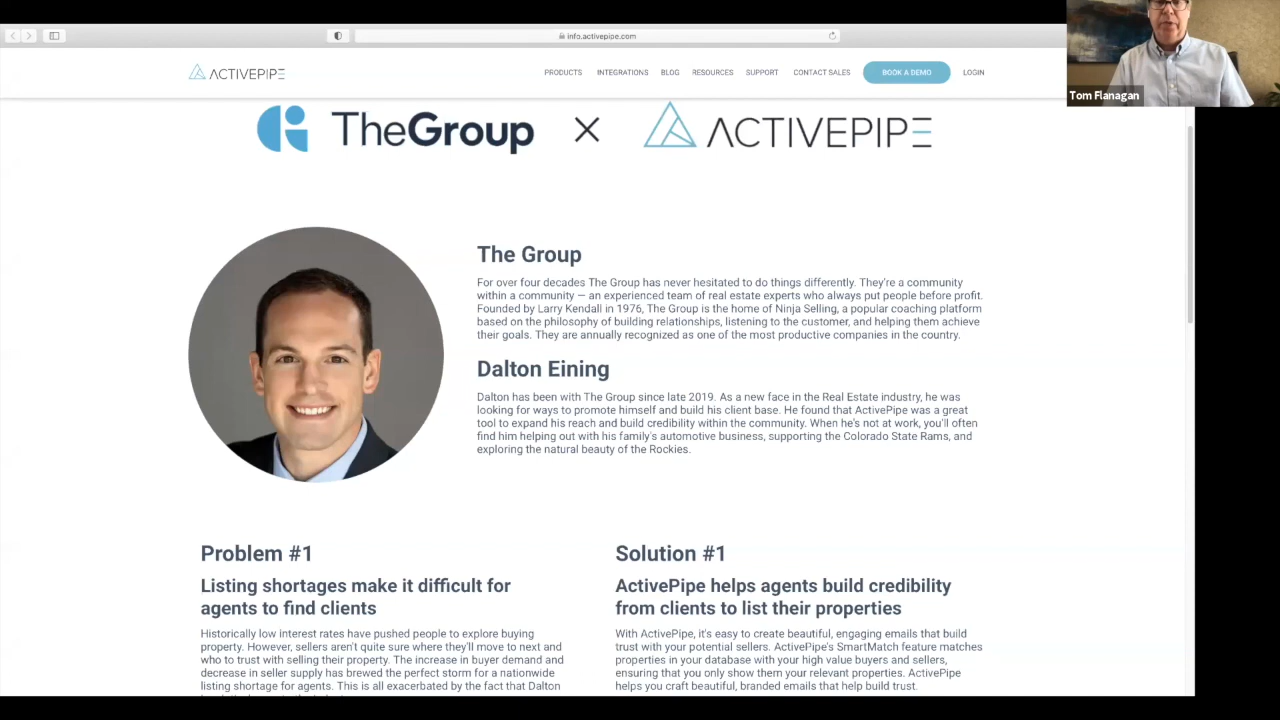 info.activepipe.com
ACTIVEPIPE
PRODUCTS INTEGRATIONS BLOG RESOURCES SUPPORT CONTACT SALES BOOK A DEMO LOGIN
Tom Flanagan
TheGroup X ACTIVEPIPE
The Group
For over four decades The Group has never hesitated to do things differently. They're a community
within a community — an experienced team of real estate experts who always put people before profit.
Founded by Larry Kendall in 1976, The Group is the home of Ninja Selling, a popular coaching platform
based on the philosophy of building relationships, listening to the customer, and helping them achieve
their goals. They are annually recognized as one of the most productive companies in the country.
Dalton Eining
Dalton has been with The Group since late 2019. As a new face in the Real Estate industry, he was
looking for ways to promote himself and build his client base. He found that ActivePipe was a great
tool to expand his reach and build credibility within the community. When he's not at work, you'll often
find him helping out with his family's automotive business, supporting the Colorado State Rams, and
exploring the natural beauty of the Rockies.
Problem #1
Listing shortages make it difficult for
agents to find clients
Historically low interest rates have pushed people to explore buying
property. However, sellers aren't quite sure where they'll move to next and
who to trust with selling their property. The increase in buyer demand and
decrease in seller supply has brewed the perfect storm for a nationwide
listing shortage for agents. This is all exacerbated by the fact that Dalton
Solution #1
ActivePipe helps agents build credibility
from clients to list their properties
With ActivePipe, it's easy to create beautiful, engaging emails that build
trust with your potential sellers. ActivePipe's SmartMatch feature matches
properties in your database with your high value buyers and sellers,
ensuring that you only show them your relevant properties. ActivePipe
helps you craft beautiful, branded emails that help build trust.